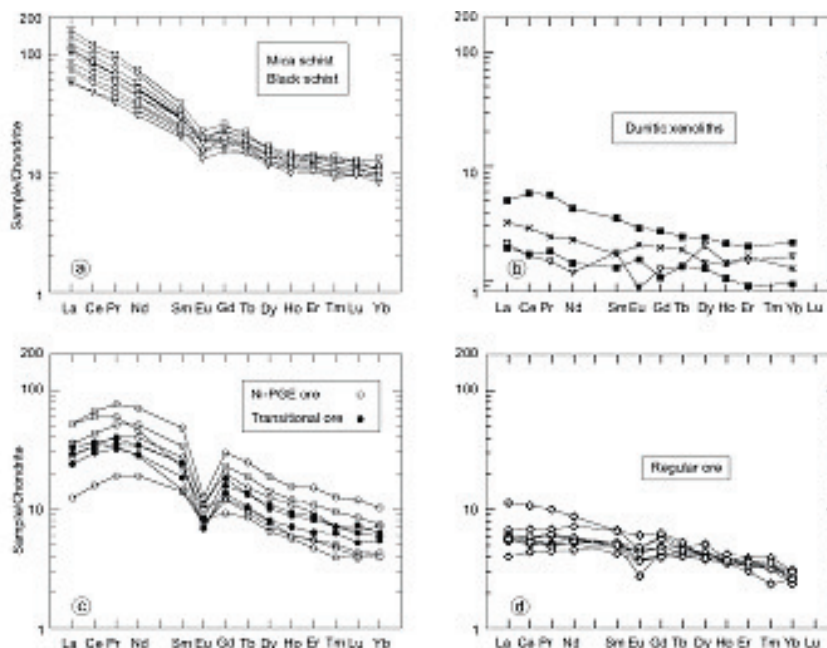 200
100
10
1
Sample/Chondrite
Mica schist
Black schist
a
La Ce Pr Nd Sm Eu Gd Tb Dy Ho Er Tm Lu Yb
200
100
10
1
Dunitic xenoliths
b
La Ce Pr Nd Sm Eu Gd Tb Dy Ho Er Tm Yb Lu
200
100
10
1
Sample/Chondrite
Ni-PGE ore
Transitional ore
c
La Ce Pr Nd Sm Eu Gd Tb Dy Ho Er Tm Lu Yb
200
100
10
1
Regular ore
d
La Ce Pr Nd Sm Eu Gd Tb Dy Ho Er Tm Yb Lu